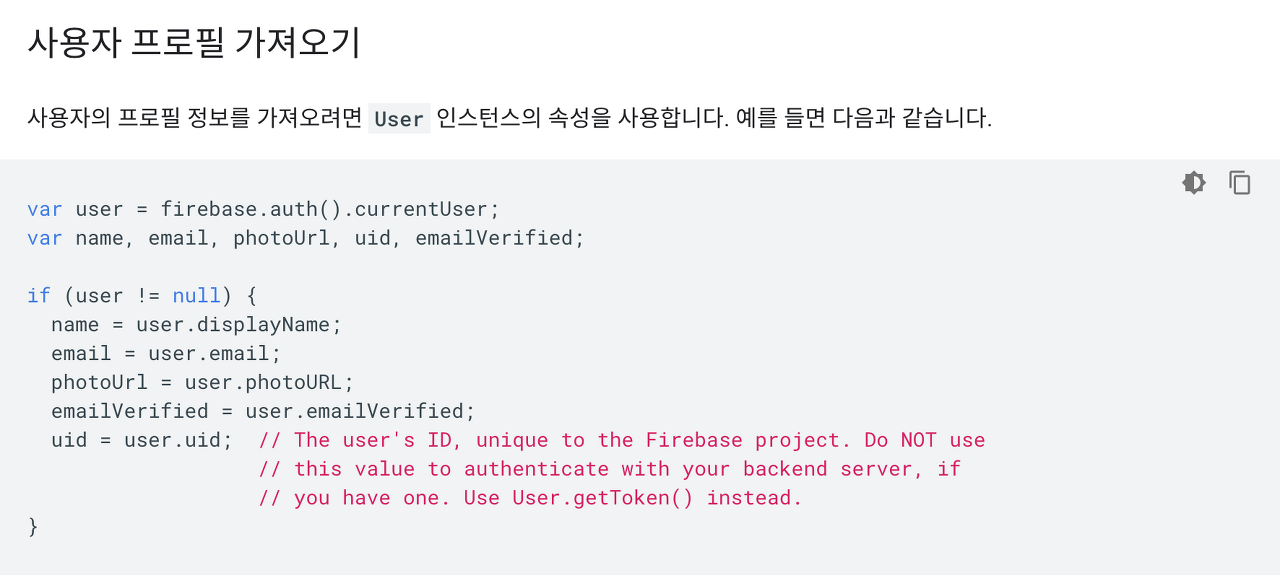 사용자 프로필 가져오기
사용자의 프로필 정보를 가져오려면 User 인스턴스의 속성을 사용합니다. 예를 들면 다음과 같습니다.
var user = firebase.auth().currentUser;
var name, email, photoUrl, uid, emailVerified;
if (user != null) {
  name = user.displayName;
  email = user.email;
  photoUrl = user.photoURL;
  emailVerified = user.emailVerified;
  uid = user.uid;  // The user's ID, unique to the Firebase project. Do NOT use
                   // this value to authenticate with your backend server, if
                   // you have one. Use User.getToken() instead.
}